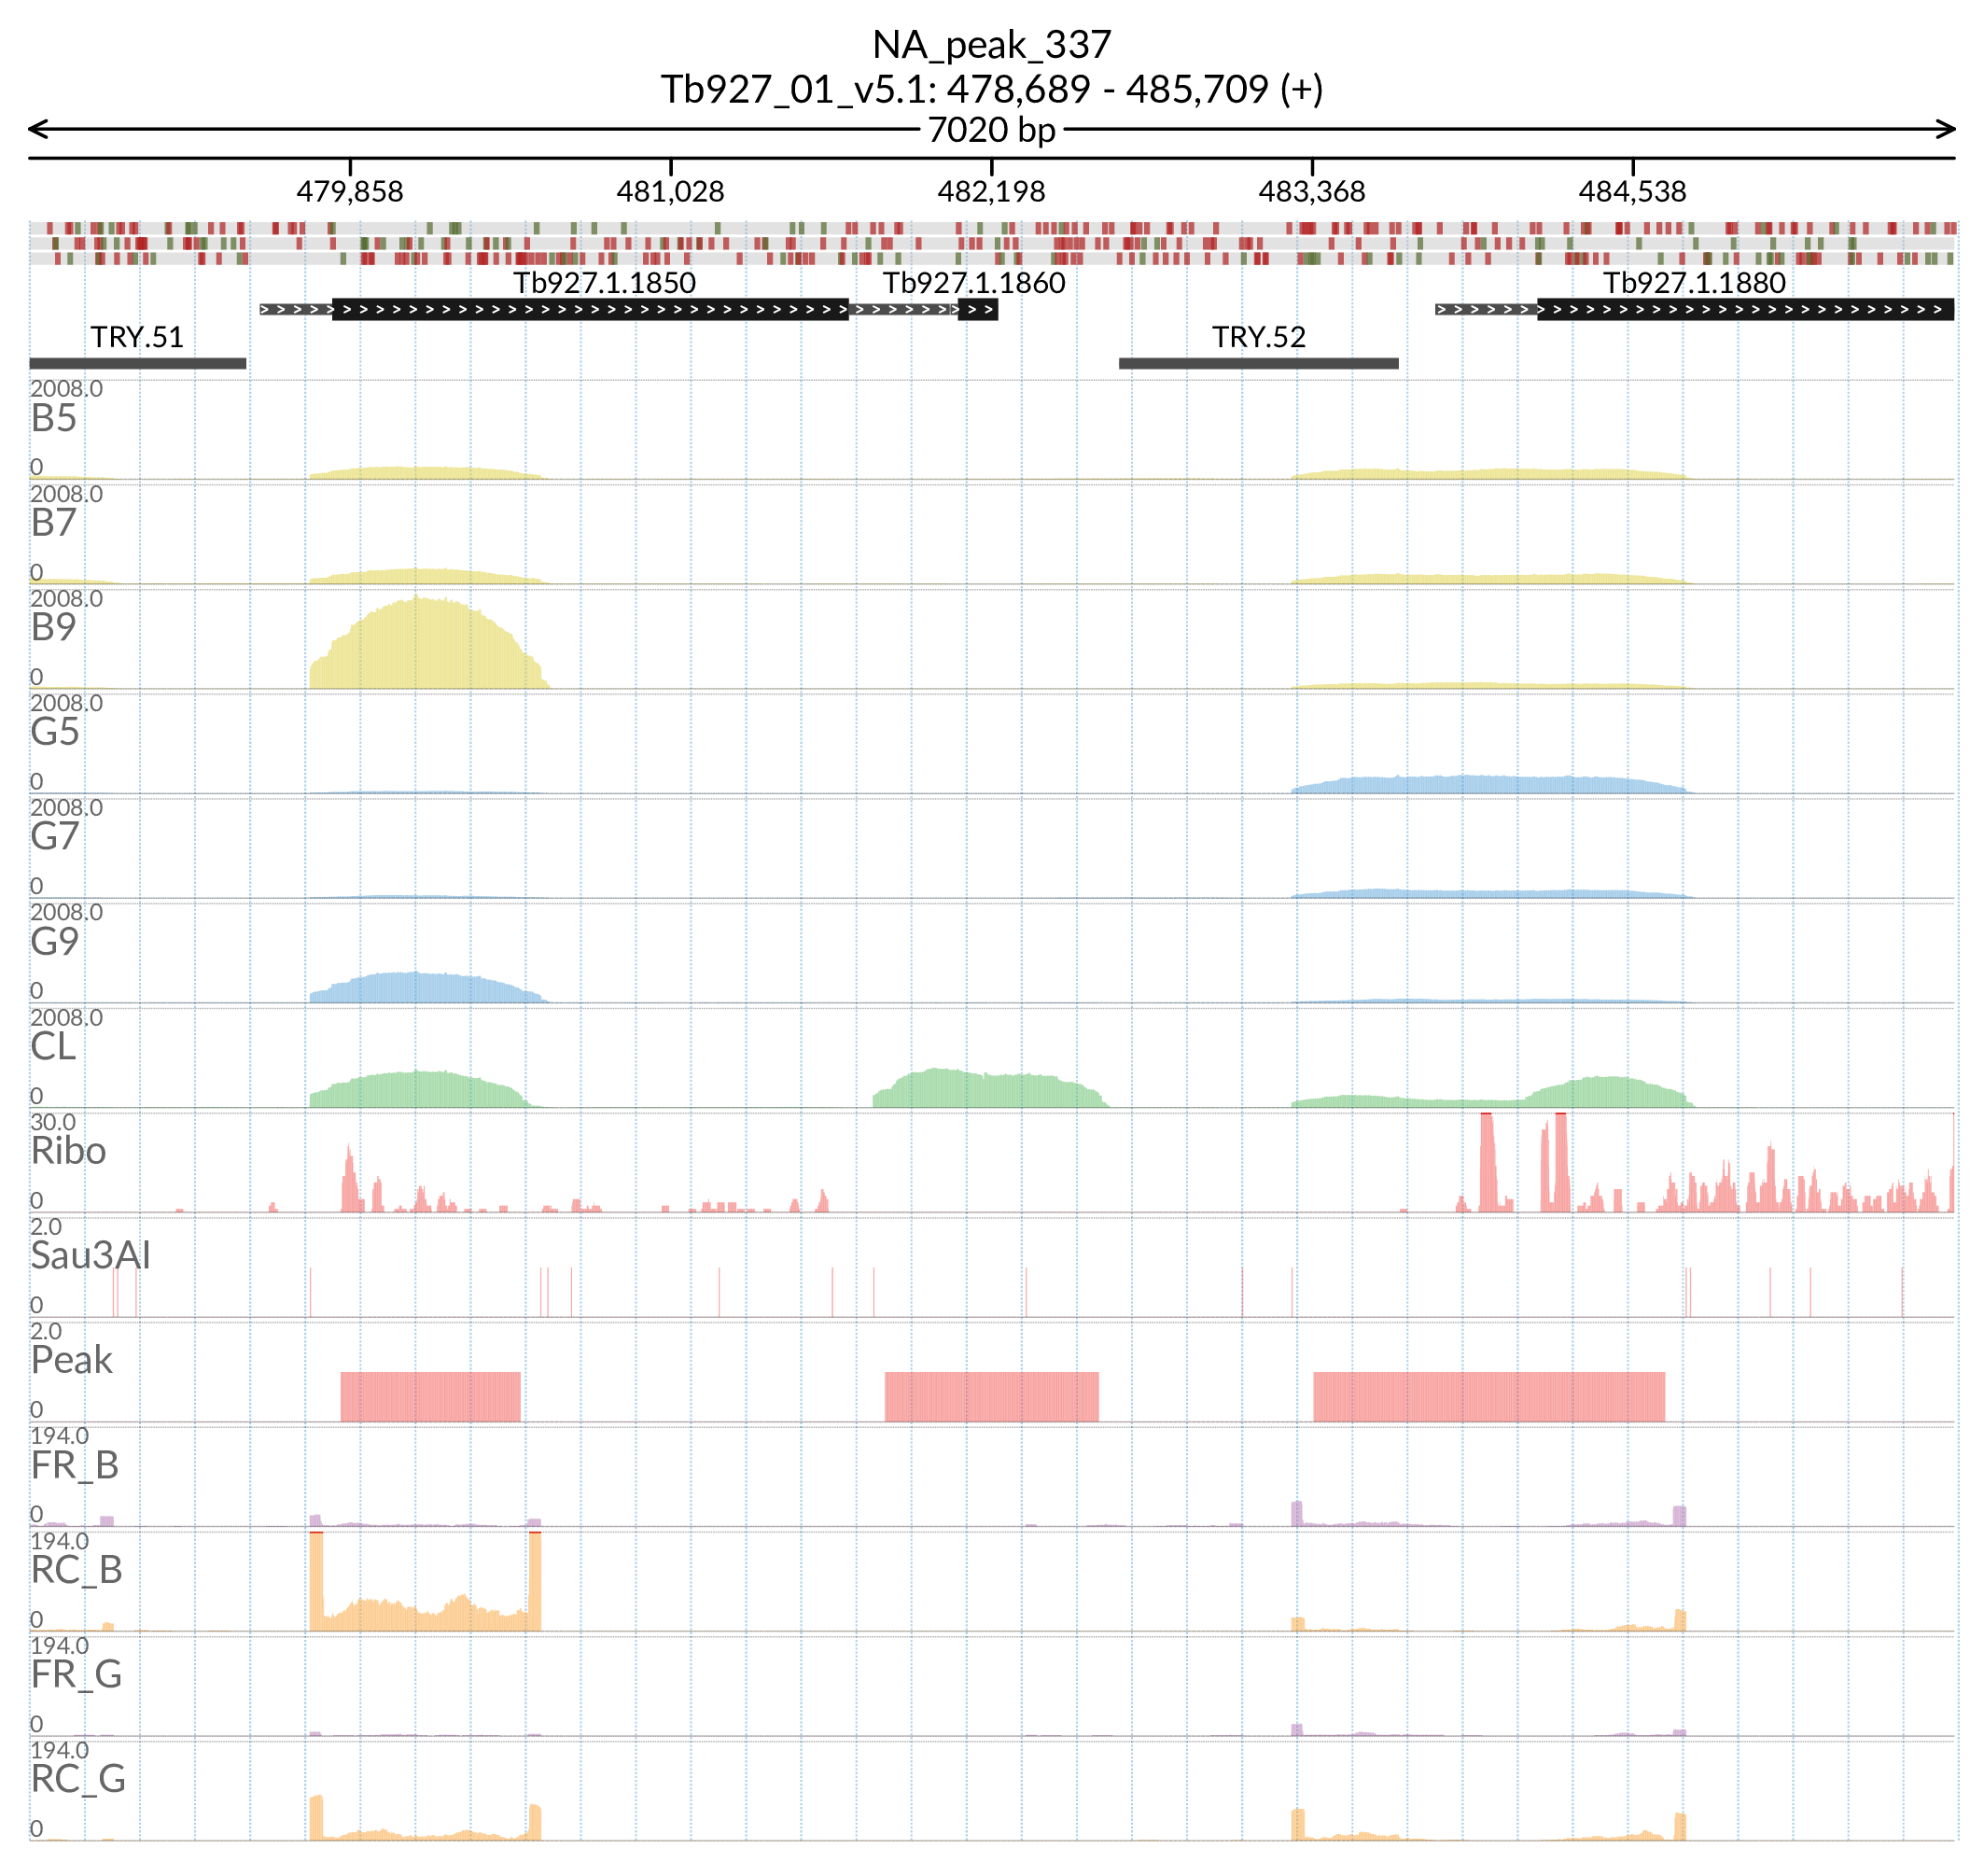 NA_peak_337
Tb927_01_v5.1: 478,689 - 485,709 (+)
7020 bp
479,858 481,028 482,198 483,368 484,538
Tb927.1.1850 Tb927.1.1860 Tb927.1.1880
TRY.51 TRY.52
2008.0
B5
0
2008.0
B7
0
2008.0
B9
0
2008.0
G5
0
2008.0
G7
0
2008.0
G9
0
2008.0
CL
0
30.0
Ribo
0
2.0
Sau3AI
0
2.0
Peak
0
194.0
FR_B
0
194.0
RC_B
0
194.0
FR_G
0
194.0
RC_G
0